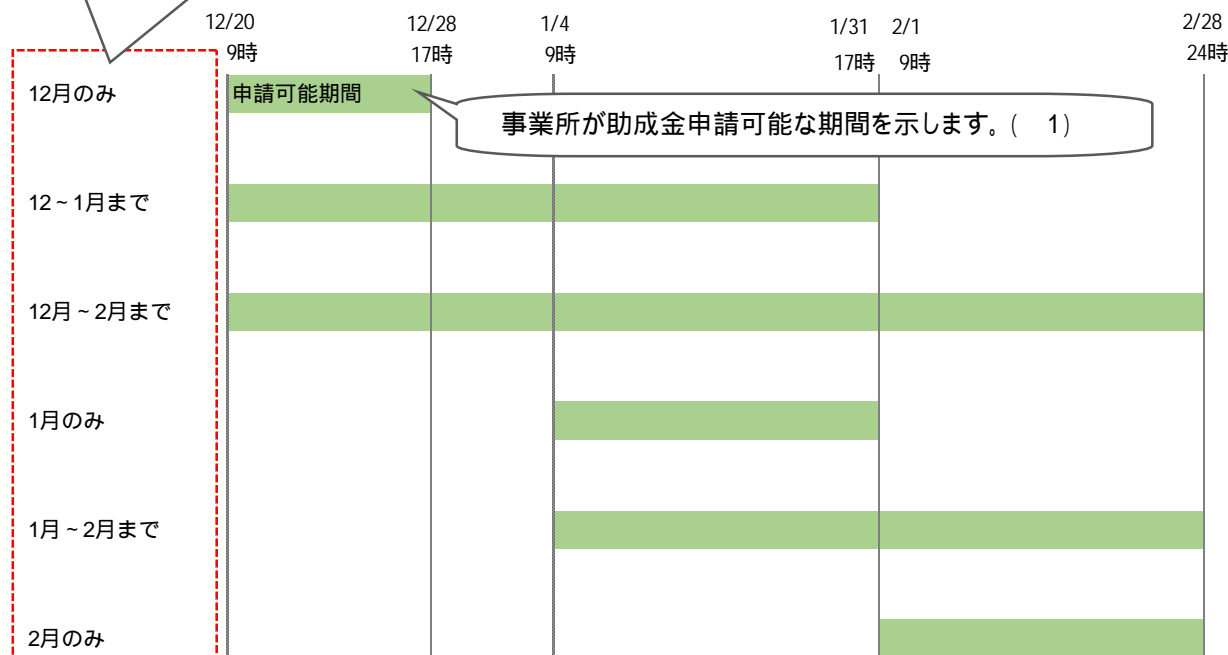 12/20 12/28 1/4 1/31 2/1 2/28
9時 17時 9時 17時 9時 24時
12月のみ 申請可能期間
事業所が助成金申請可能な期間を示します。( 1)
12~1月まで
12月~2月まで
1月のみ
1月~2月まで
2月のみ